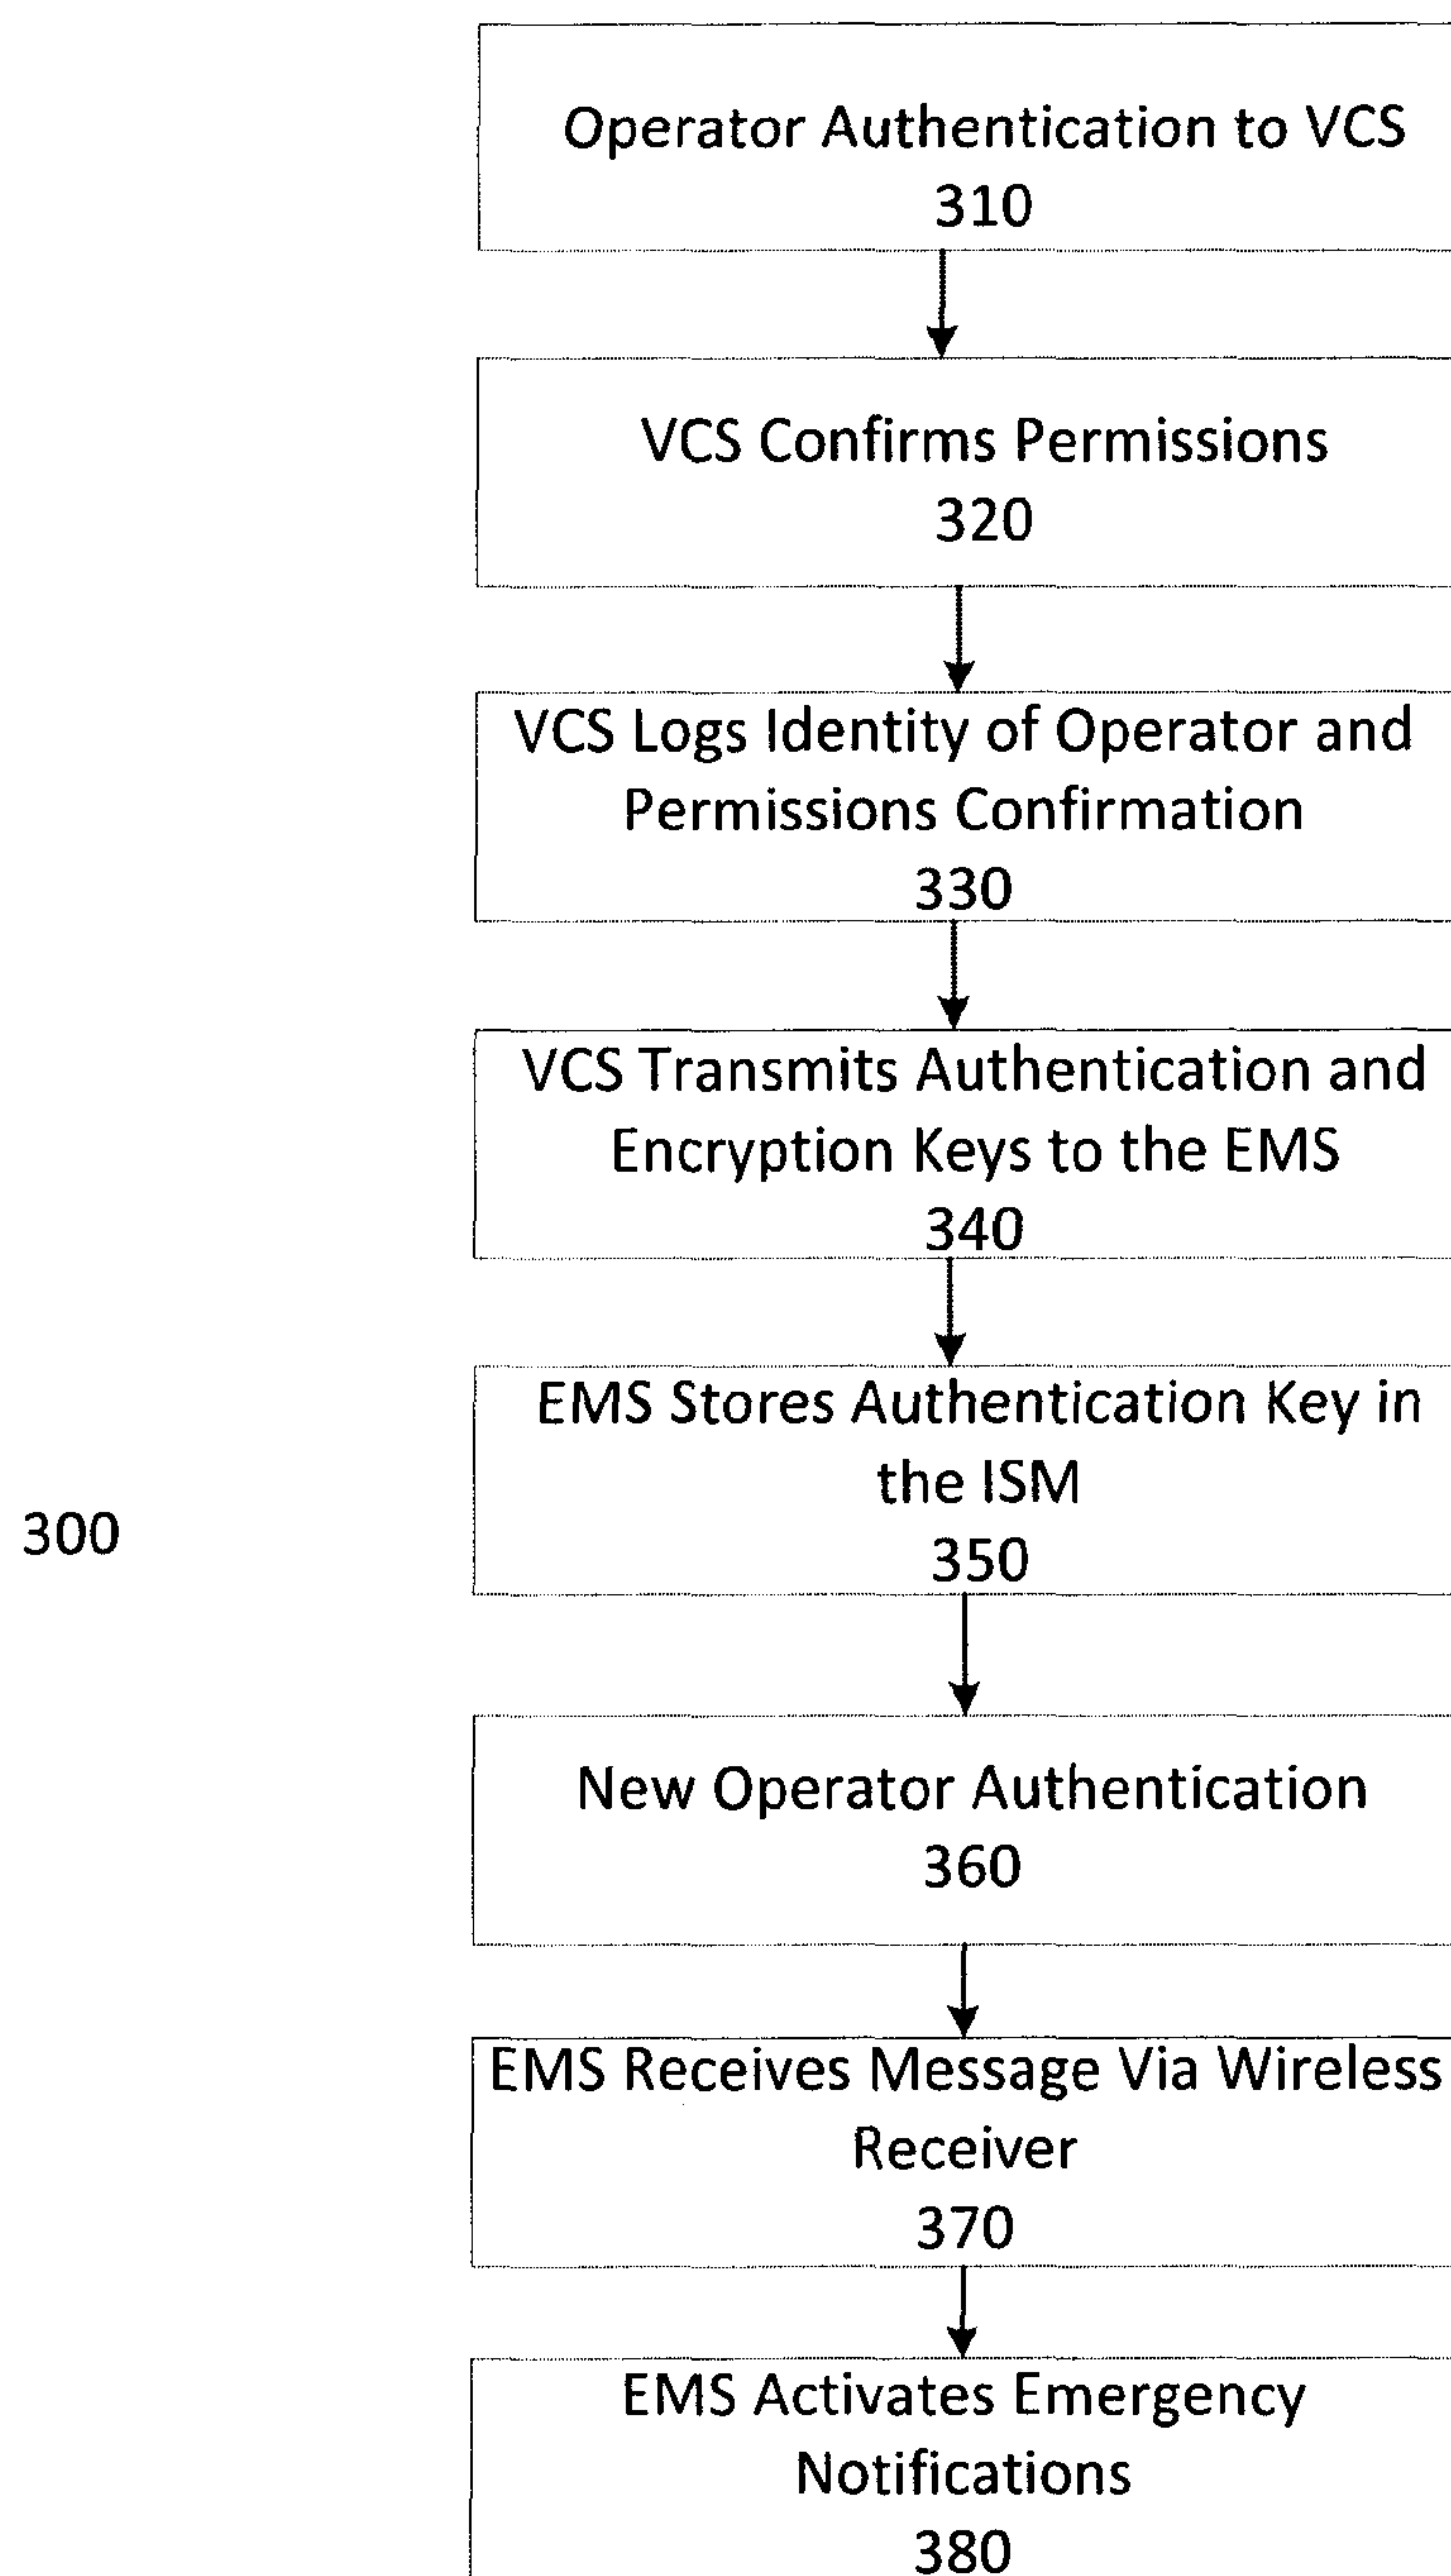 Operator Authentication to VCS
310
VCS Confirms Permissions
320
VCS Logs Identity of Operator and
Permissions Confirmation
330
VCS Transmits Authentication and
Encryption Keys to the EMS
340
EMS Stores Authentication Key in
the ISM
350
300
New Operator Authentication
360
EMS Receives Message Via Wireless
Receiver
370
EMS Activates Emergency
Notifications
380